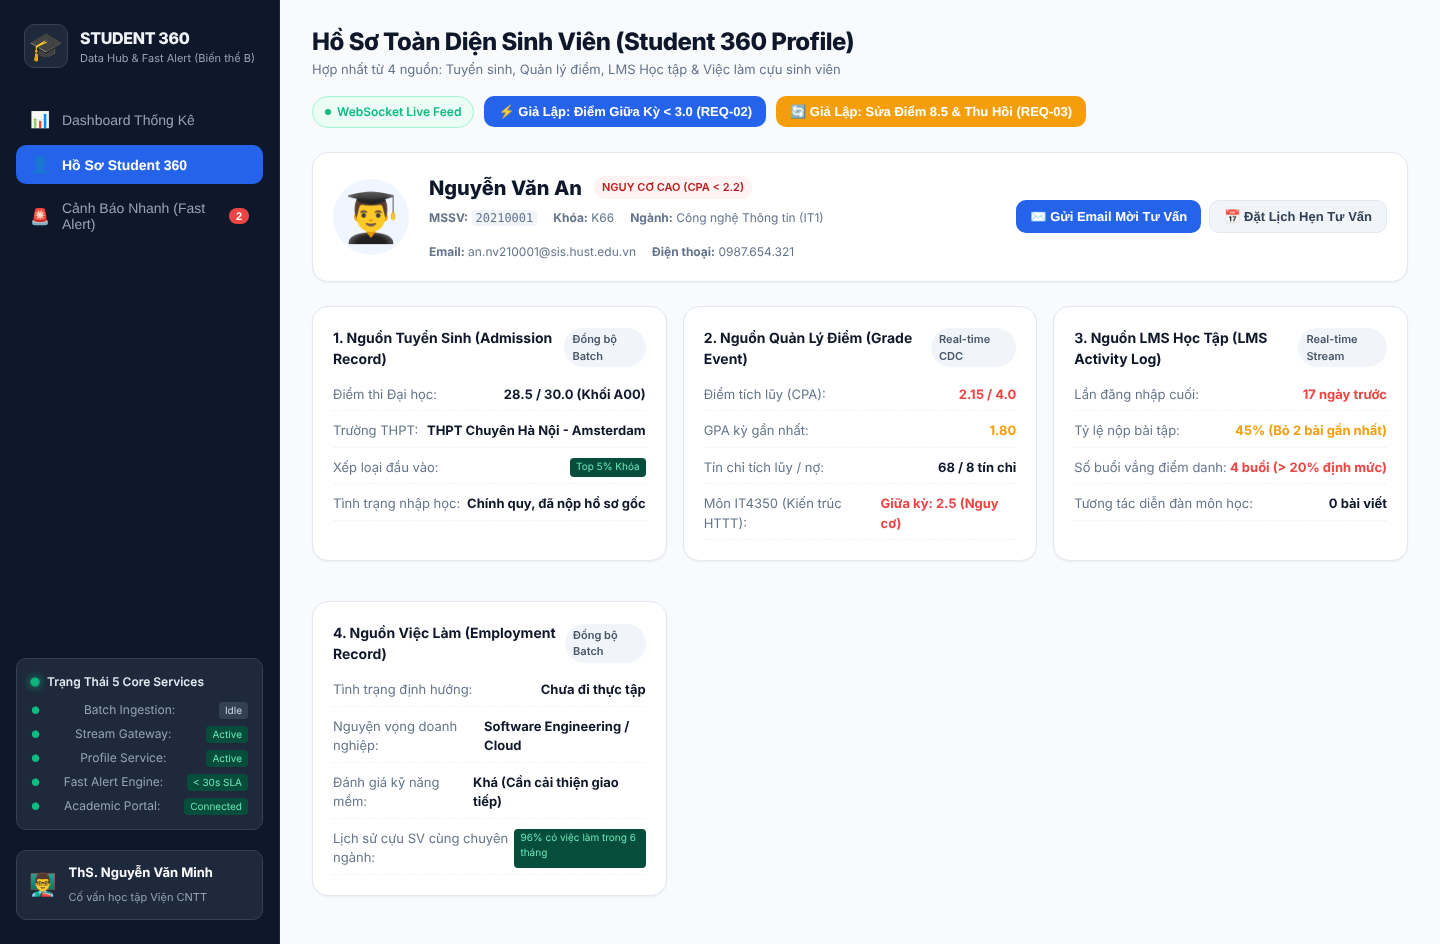 STUDENT 360
Data Hub & Fast Alert (Biến thể B)
Dashboard Thống Kê
Hồ Sơ Student 360
Cảnh Báo Nhanh (Fast
Alert)
2
Trạng Thái 5 Core Services
Batch Ingestion: Idle
Stream Gateway: Active
Profile Service: Active
Fast Alert Engine: < 30s SLA
Academic Portal: Connected
ThS. Nguyễn Văn Minh
Cố vấn học tập Viện CNTT
Hồ Sơ Toàn Diện Sinh Viên (Student 360 Profile)
Hợp nhất từ 4 nguồn: Tuyển sinh, Quản lý điểm, LMS Học tập & Việc làm cựu sinh viên
WebSocket Live Feed
Giả Lập: Điểm Giữa Kỳ < 3.0 (REQ-02)
Giả Lập: Sửa Điểm 8.5 & Thu Hồi (REQ-03)
Nguyễn Văn An NGUY CƠ CAO (CPA < 2.2)
MSSV: 20210001 Khóa: K66 Ngành: Công nghệ Thông tin (IT1)
Email: an.nv210001@sis.hust.edu.vn Điện thoại: 0987.654.321
Gửi Email Mời Tư Vấn
Đặt Lịch Hẹn Tư Vấn
1. Nguồn Tuyển Sinh (Admission
Record)
Đồng bộ
Batch
Điểm thi Đại học: 28.5 / 30.0 (Khối A00)
Trường THPT: THPT Chuyên Hà Nội - Amsterdam
Xếp loại đầu vào: Top 5% Khóa
Tình trạng nhập học: Chính quy, đã nộp hồ sơ gốc
2. Nguồn Quản Lý Điểm (Grade
Event)
Real-time
CDC
Điểm tích lũy (CPA): 2.15 / 4.0
GPA kỳ gần nhất: 1.80
Tín chỉ tích lũy / nợ: 68 / 8 tín chỉ
Môn IT4350 (Kiến trúc
HTTT):
Giữa kỳ: 2.5 (Nguy
cơ)
3. Nguồn LMS Học Tập (LMS
Activity Log)
Real-time
Stream
Lần đăng nhập cuối: 17 ngày trước
Tỷ lệ nộp bài tập: 45% (Bỏ 2 bài gần nhất)
Số buổi vắng điểm danh: 4 buổi (> 20% định mức)
Tương tác diễn đàn môn học: 0 bài viết
4. Nguồn Việc Làm (Employment
Record)
Đồng bộ
Batch
Tình trạng định hướng: Chưa đi thực tập
Nguyện vọng doanh
nghiệp:
Software Engineering /
Cloud
Đánh giá kỹ năng
mềm:
Khá (Cần cải thiện giao
tiếp)
Lịch sử cựu SV cùng chuyên
ngành:
96% có việc làm trong 6
tháng